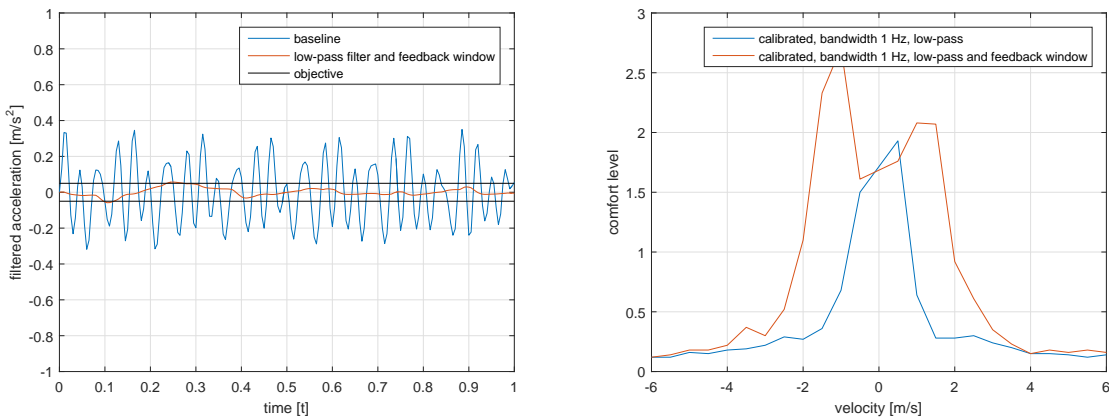 1
0.8
0.6
0.4
0.2
0
-0.2
-0.4
-0.6
-0.8
-1
filtered acceleration [m/s²]
baseline
low-pass filter and feedback window
objective
0 0.1 0.2 0.3 0.4 0.5 0.6 0.7 0.8 0.9 1
time [t]
3
2.5
2
1.5
1
0.5
0
comfort level
calibrated, bandwidth 1 Hz, low-pass
calibrated, bandwidth 1 Hz, low-pass and feedback window
-6 -4 -2 0 2 4 6
velocity [m/s]